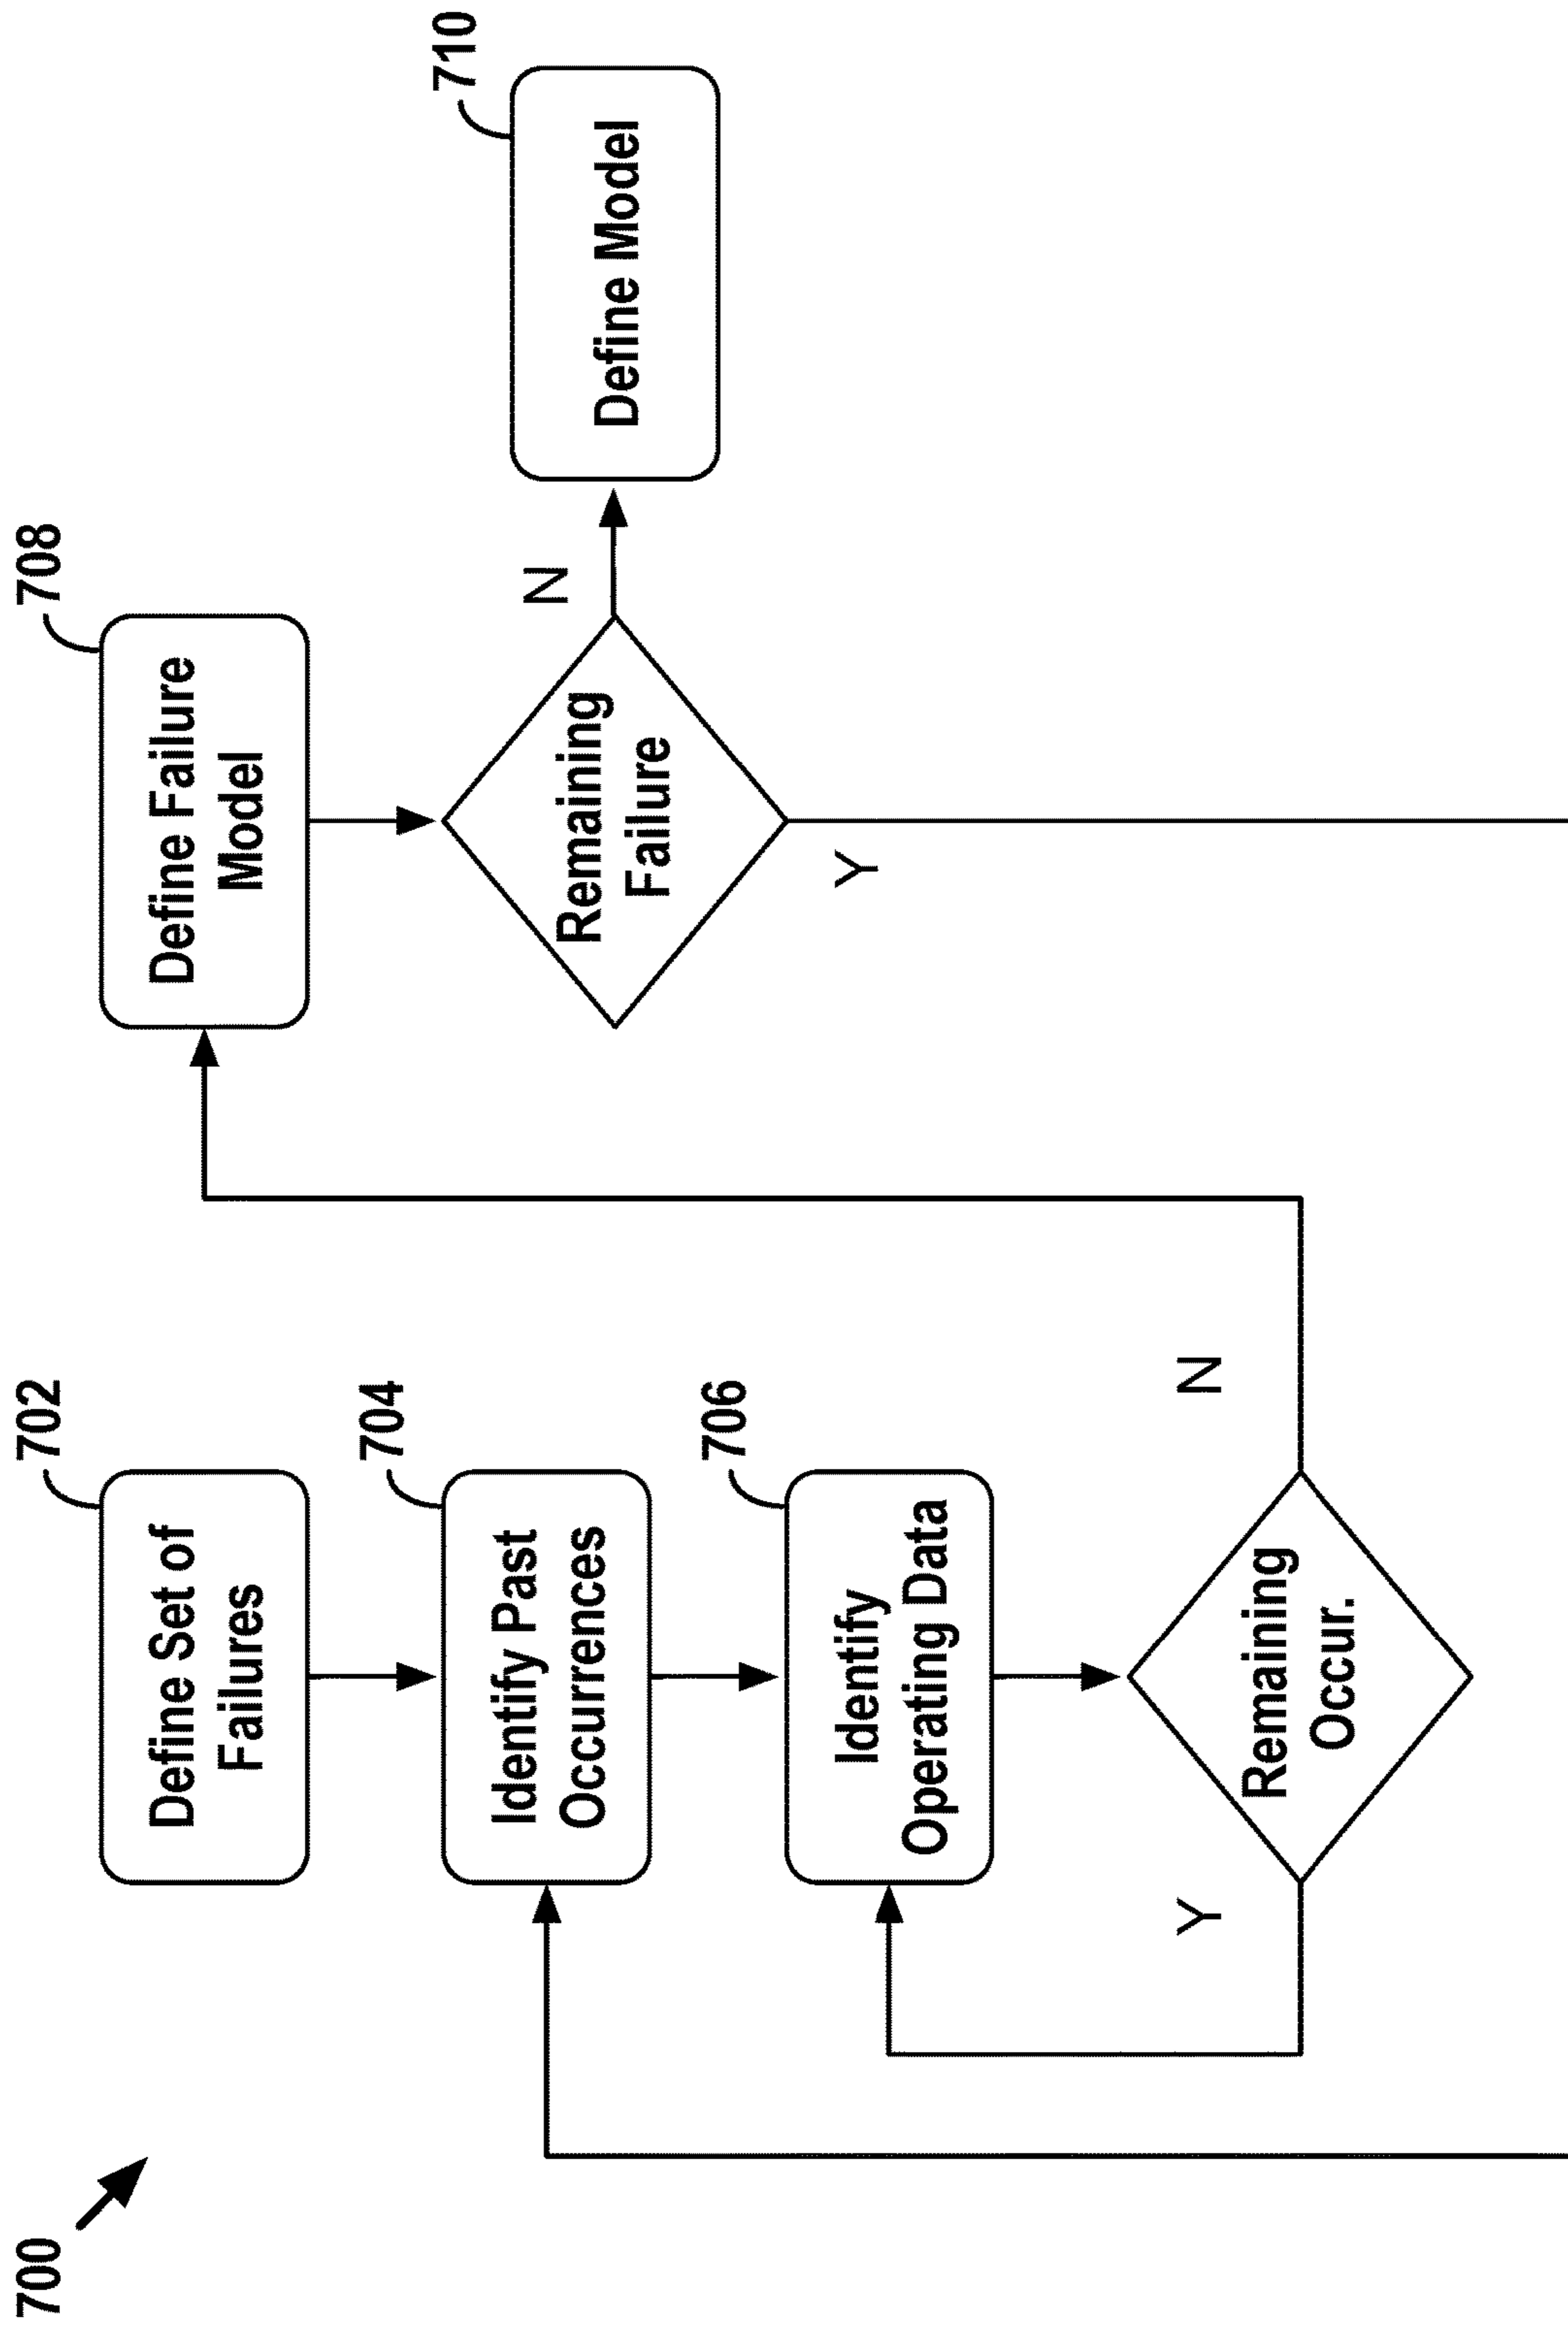 700
702
Define Set of
Failures
704
Identify Past
Occurrences
706
Identify
Operating Data
Remaining
Occur.
Y
N
708
Define Failure
Model
Remaining
Failure
Y
N
710
Define Model